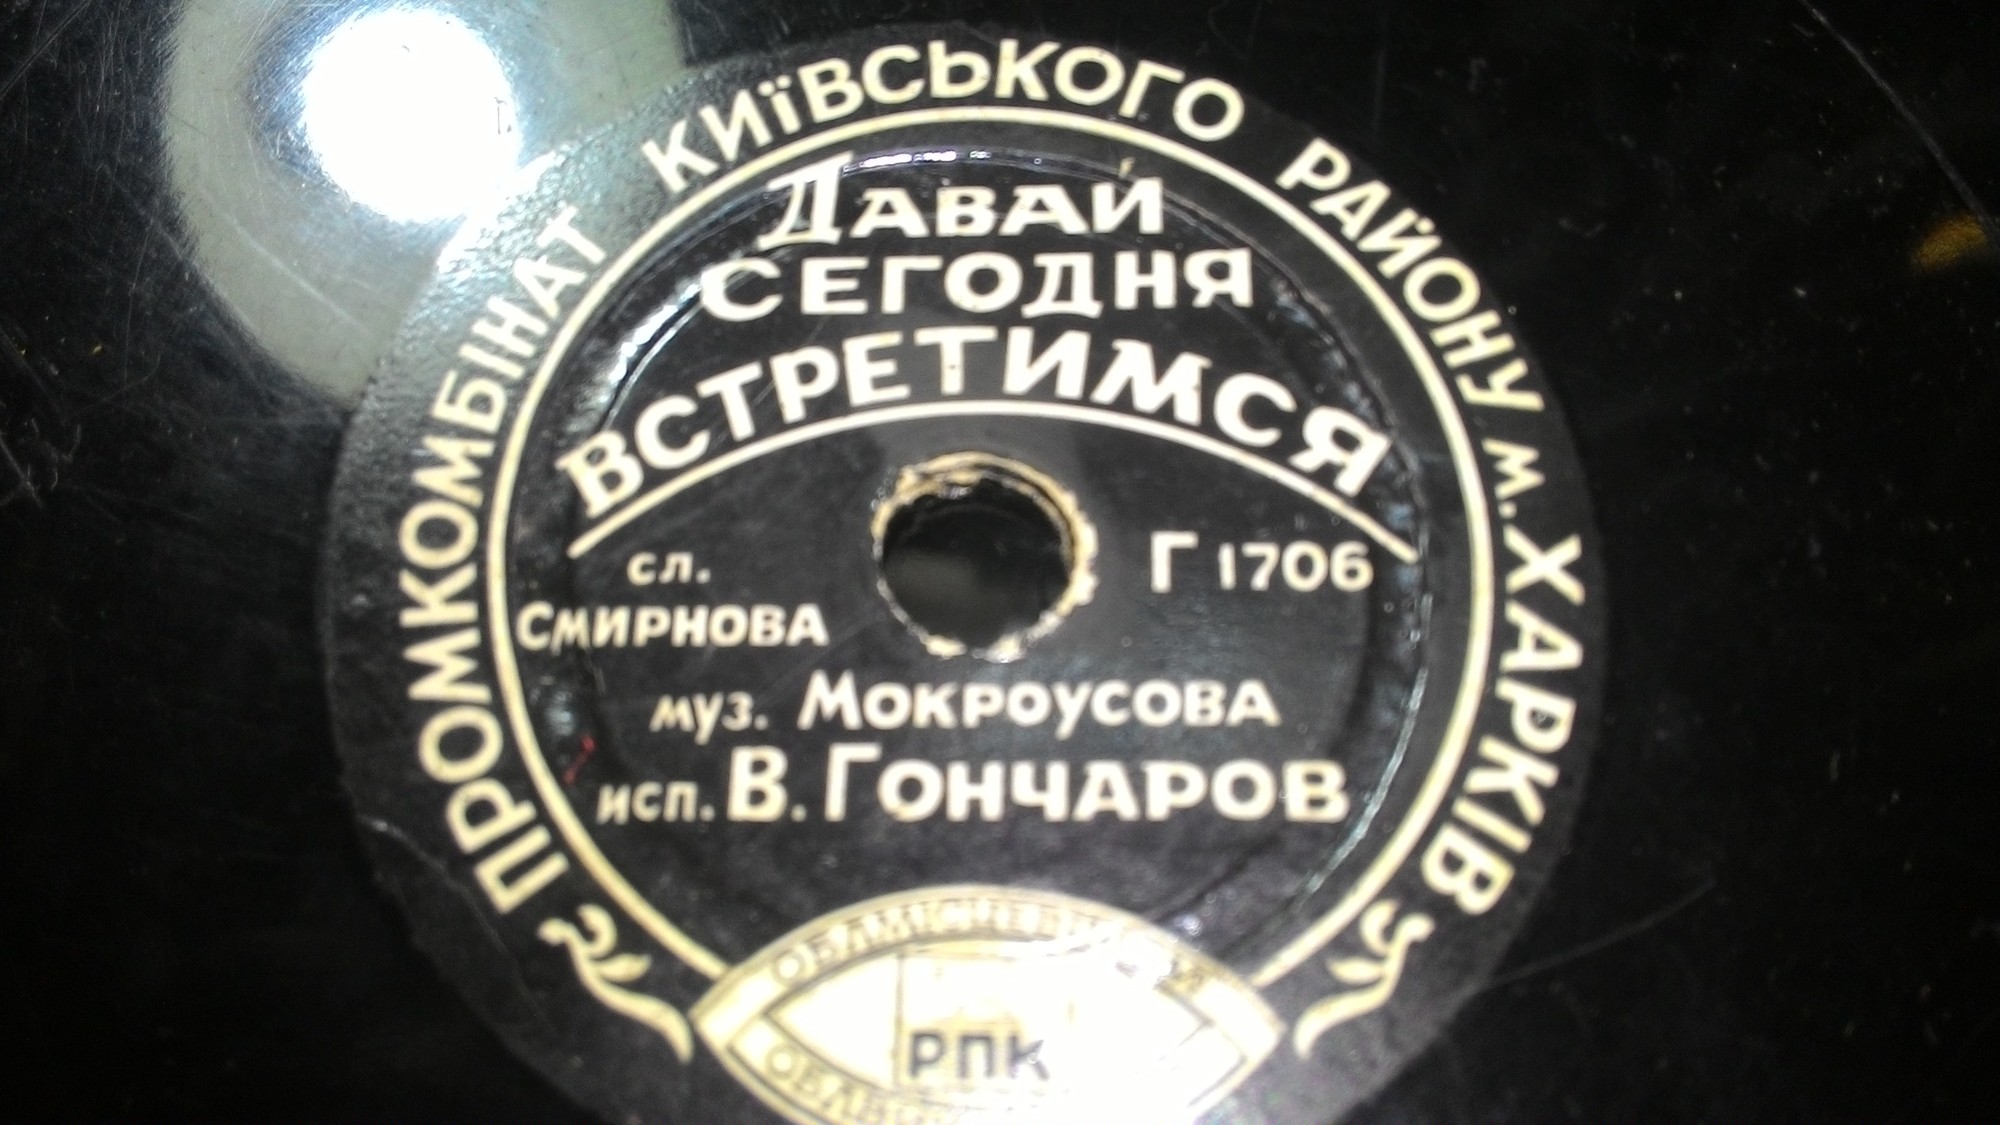 ПРОМКОМБІНАТ КИЇВСЬКОГО РАЙОНУ м. ХАРКІВ
ДАВАЙ
СЕГОДНЯ
ВСТРЕТИМСЯ
сл.
СМИРНОВА
Г 1706
муз. МОКРОУСОВА
исп. В. ГОНЧАРОВ
РПК